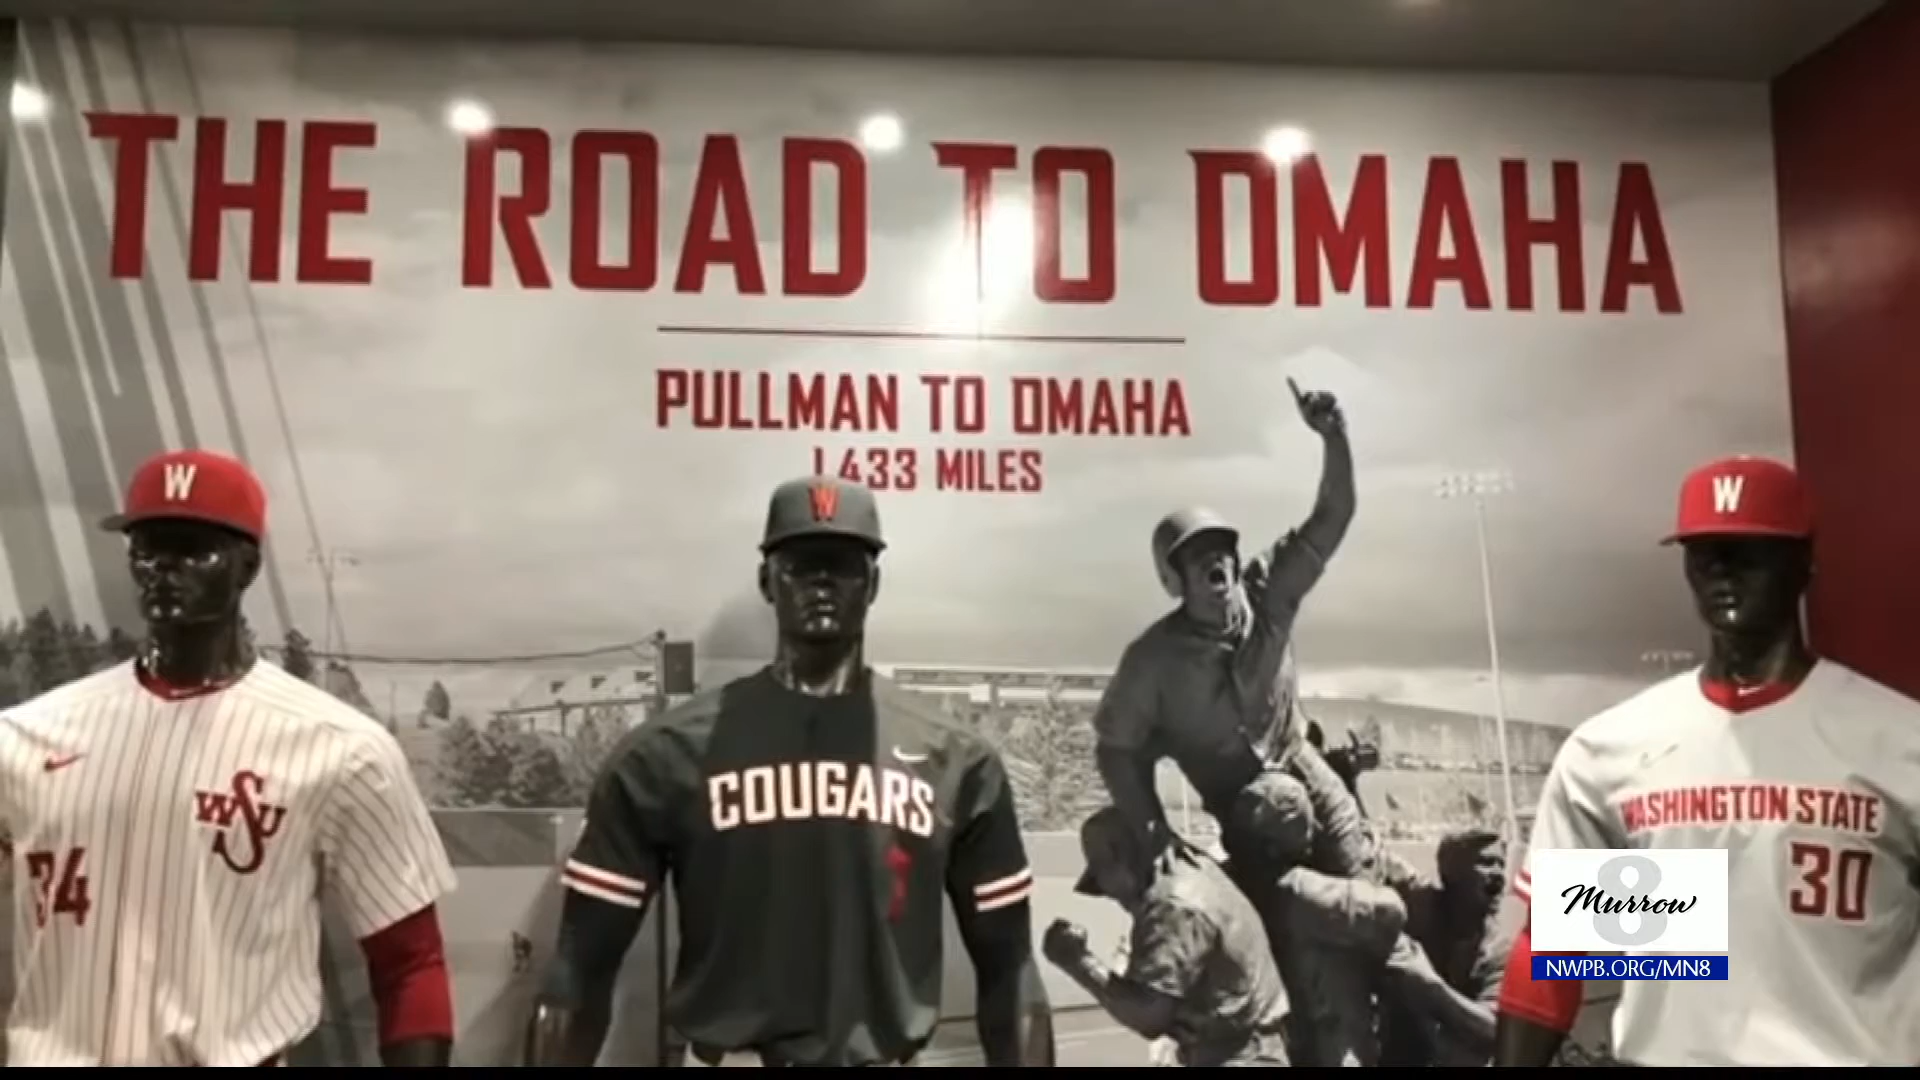 THE ROAD TO OMAHA
PULLMAN TO OMAHA
1,433 MILES
W
W
W
WSU
34
COUGARS
WASHINGTON STATE
30
8
Murrow
NWPB.ORG/MN8